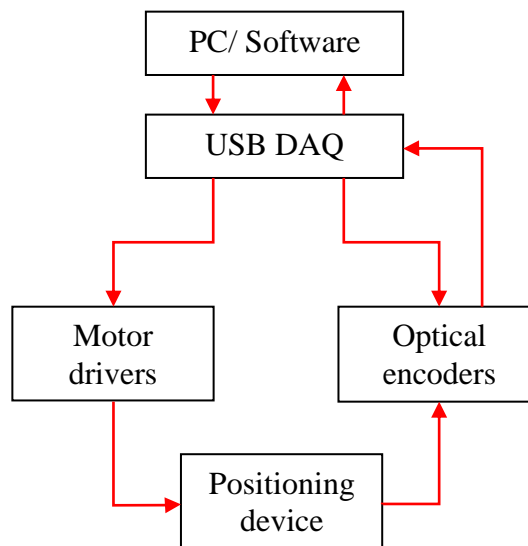 PC/ Software
USB DAQ
Motor
drivers
Optical
encoders
Positioning
device